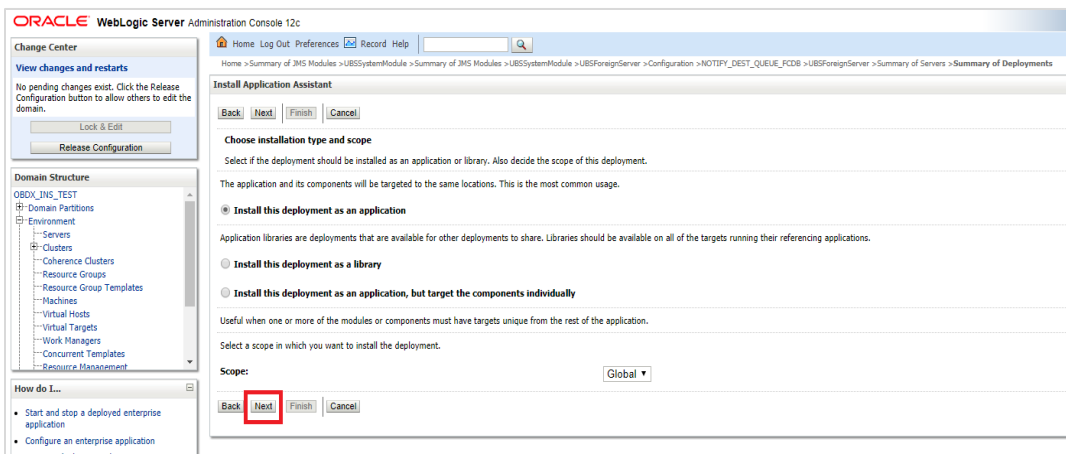 ORACLE WebLogic Server Administration Console 12c
Change Center
View changes and restarts
No pending changes exist. Click the Release
Configuration button to allow others to edit the
domain.
Lock & Edit
Release Configuration
Domain Structure
OBDX_INS_TEST
Domain Partitions
Environment
Servers
Clusters
Coherence Clusters
Resource Groups
Resource Group Templates
Machines
Virtual Hosts
Virtual Targets
Work Managers
Concurrent Templates
Resource Management
How do I...
Start and stop a deployed enterprise
application
Configure an enterprise application
Home Log Out Preferences Record Help
Home >Summary of JMS Modules >UBSSystemModule >Summary of JMS Modules >UBSSystemModule >UBSForeignServer >Configuration >NOTIFY_DEST_QUEUE_FCDB >UBSForeignServer >Summary of Servers >Summary of Deployments
Install Application Assistant
Back Next Finish Cancel
Choose installation type and scope
Select if the deployment should be installed as an application or library. Also decide the scope of this deployment.
The application and its components will be targeted to the same locations. This is the most common usage.
Install this deployment as an application
Application libraries are deployments that are available for other deployments to share. Libraries should be available on all of the targets running their referencing applications.
Install this deployment as a library
Install this deployment as an application, but target the components individually
Useful when one or more of the modules or components must have targets unique from the rest of the application.
Select a scope in which you want to install the deployment.
Scope: Global
Back Next Finish Cancel